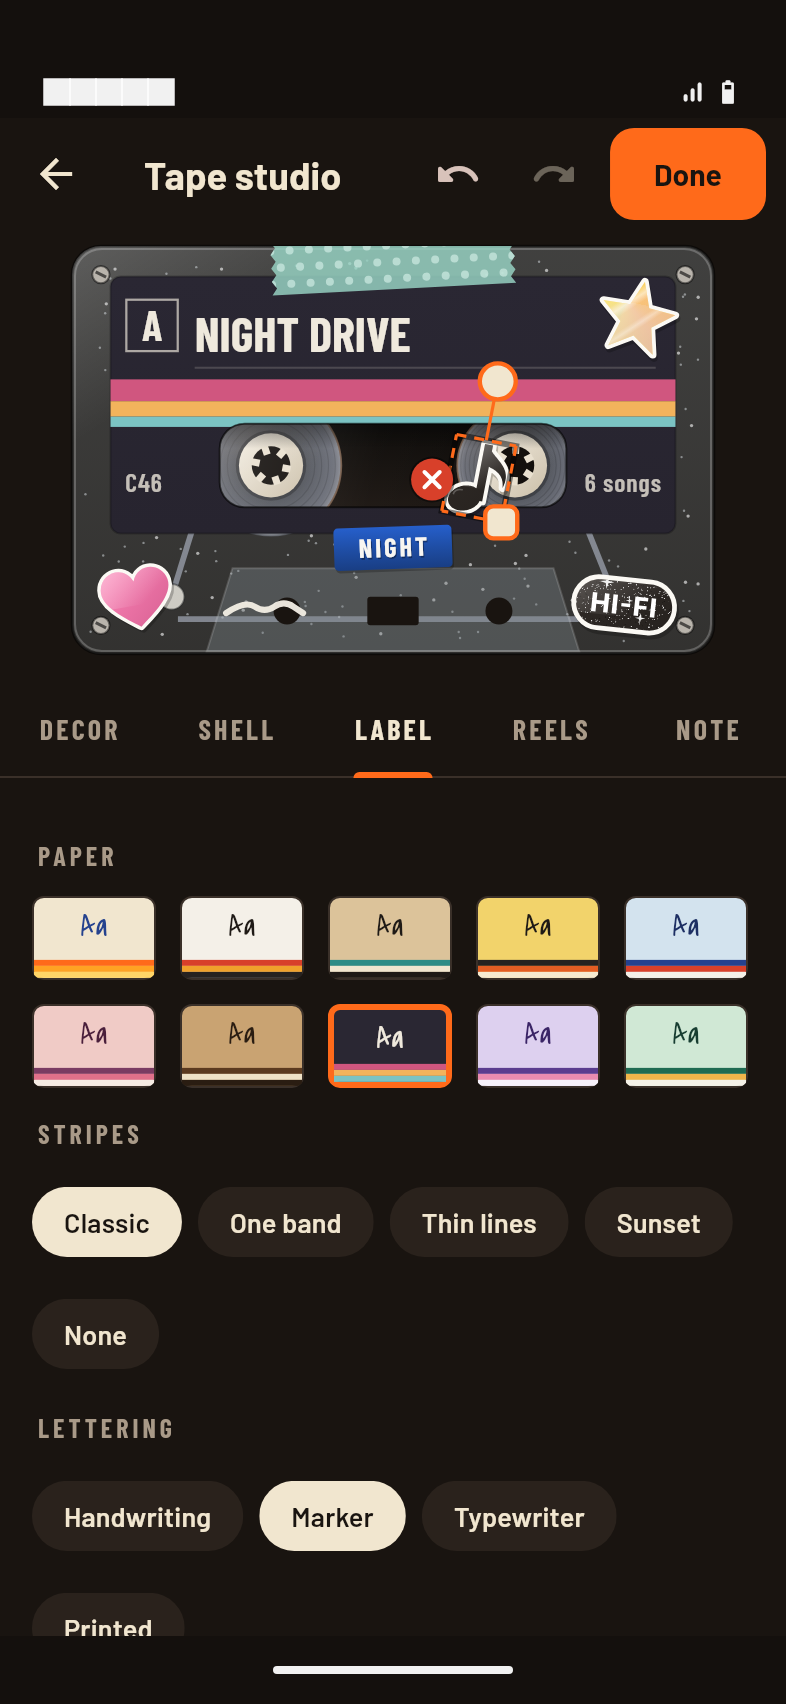 Tape studio
Done
A
NIGHT DRIVE
C46
6 songs
NIGHT
HI-FI
DECOR
SHELL
LABEL
REELS
NOTE
PAPER
Aa
Aa
Aa
Aa
Aa
Aa
Aa
Aa
Aa
Aa
STRIPES
Classic
One band
Thin lines
Sunset
None
LETTERING
Handwriting
Marker
Typewriter
Printed